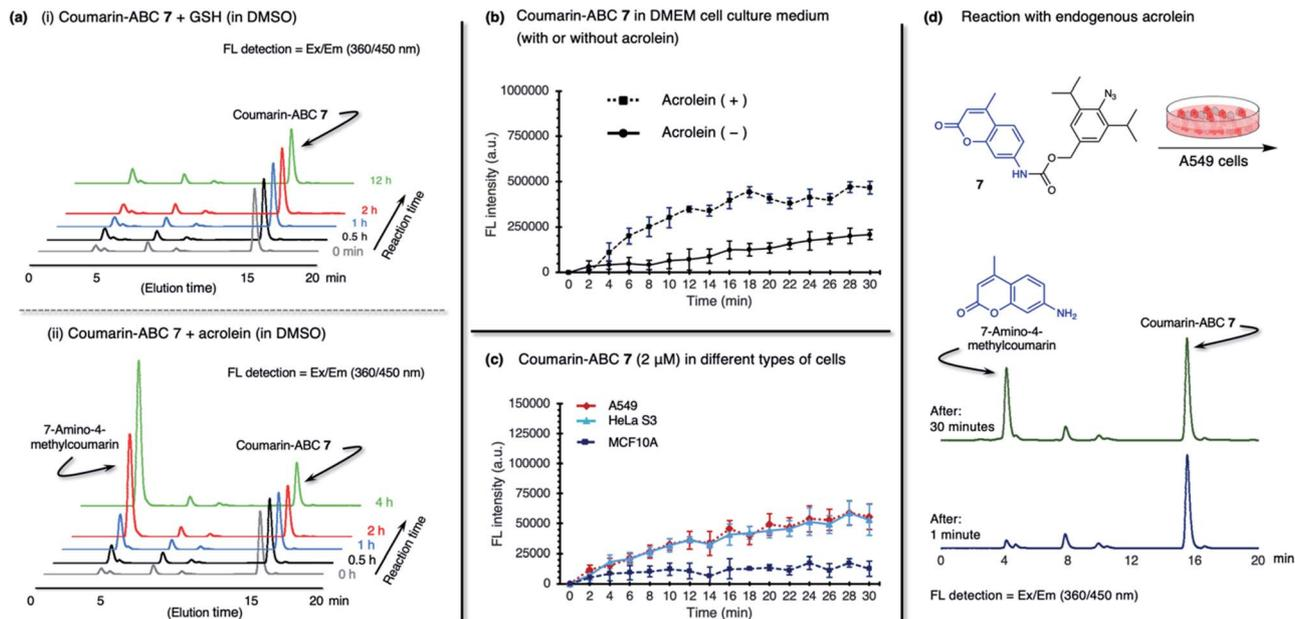 (a) (i) Coumarin-ABC 7 + GSH (in DMSO)
FL detection = Ex/Em (360/450 nm)
Coumarin-ABC 7
12 h
2 h
1 h
0.5 h
0 min
Reaction time
0 5 15 20 min
(Elution time)
(ii) Coumarin-ABC 7 + acrolein (in DMSO)
FL detection = Ex/Em (360/450 nm)
7-Amino-4-
methylcoumarin
Coumarin-ABC 7
4 h
2 h
1 h
0.5 h
0 h
Reaction time
0 5 15 20 min
(Elution time)
(b) Coumarin-ABC 7 in DMEM cell culture medium
(with or without acrolein)
1000000
750000
500000
250000
0
FL intensity (a.u.)
Acrolein ( + )
Acrolein ( − )
0 2 4 6 8 10 12 14 16 18 20 22 24 26 28 30
Time (min)
(c) Coumarin-ABC 7 (2 μM) in different types of cells
150000
125000
100000
75000
50000
25000
0
FL intensity (a.u.)
A549
HeLa S3
MCF10A
0 2 4 6 8 10 12 14 16 18 20 22 24 26 28 30
Time (min)
(d) Reaction with endogenous acrolein
N3
O
O
O
HN
O
7
A549 cells
O
O
NH2
7-Amino-4-
methylcoumarin
Coumarin-ABC 7
After:
30 minutes
After:
1 minute
0 4 8 12 16 20 min
FL detection = Ex/Em (360/450 nm)